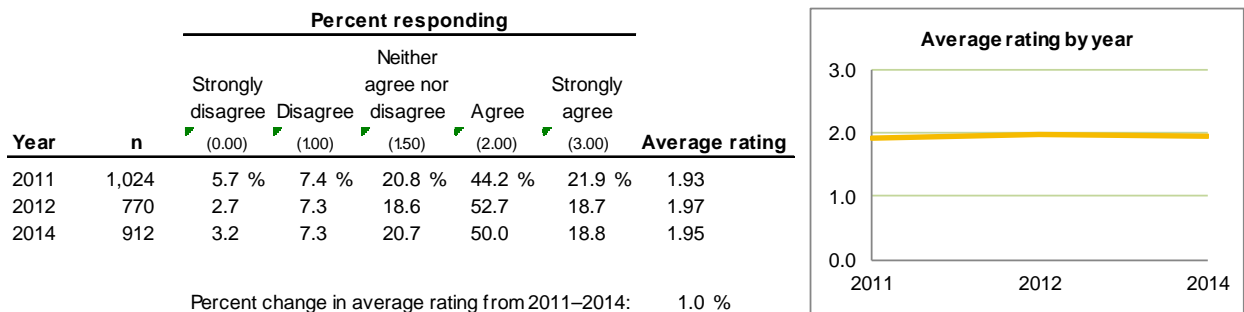 Percent responding
Neither
Strongly agree nor Strongly
disagree Disagree disagree Agree agree
Year n (0.00) (1.00) (1.50) (2.00) (3.00) Average rating
2011 1,024 5.7 % 7.4 % 20.8 % 44.2 % 21.9 % 1.93
2012 770 2.7 7.3 18.6 52.7 18.7 1.97
2014 912 3.2 7.3 20.7 50.0 18.8 1.95
Percent change in average rating from 2011–2014: 1.0 %
Average rating by year
3.0
2.0
1.0
0.0
2011 2012 2014